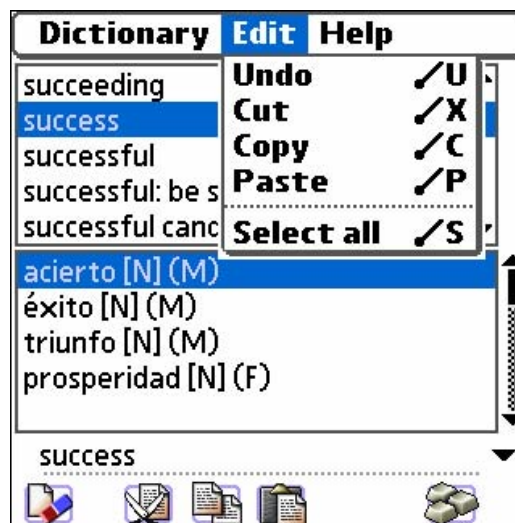 Dictionary Edit Help
succeeding
success
successful
successful: be s
successful canc
Undo /U
Cut /X
Copy /C
Paste /P
Select all /S
acierto [N] (M)
éxito [N] (M)
triunfo [N] (M)
prosperidad [N] (F)
success